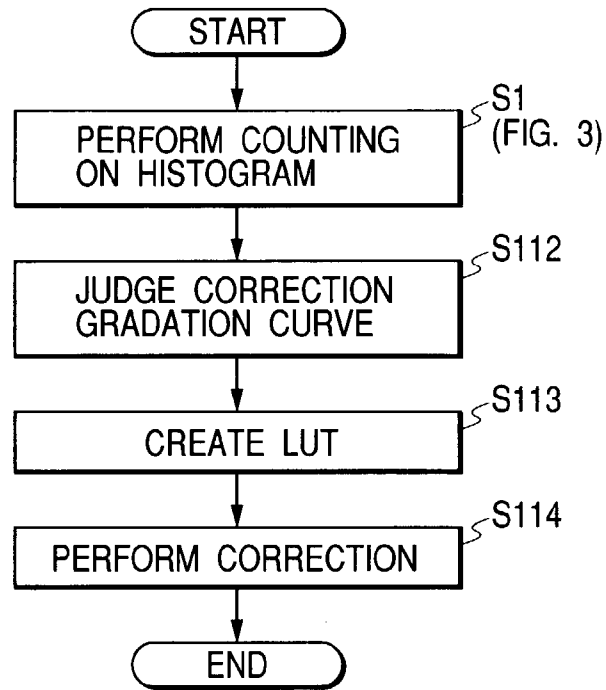 START
S1
(FIG. 3)
PERFORM COUNTING
ON HISTOGRAM
S112
JUDGE CORRECTION
GRADATION CURVE
S113
CREATE LUT
S114
PERFORM CORRECTION
END